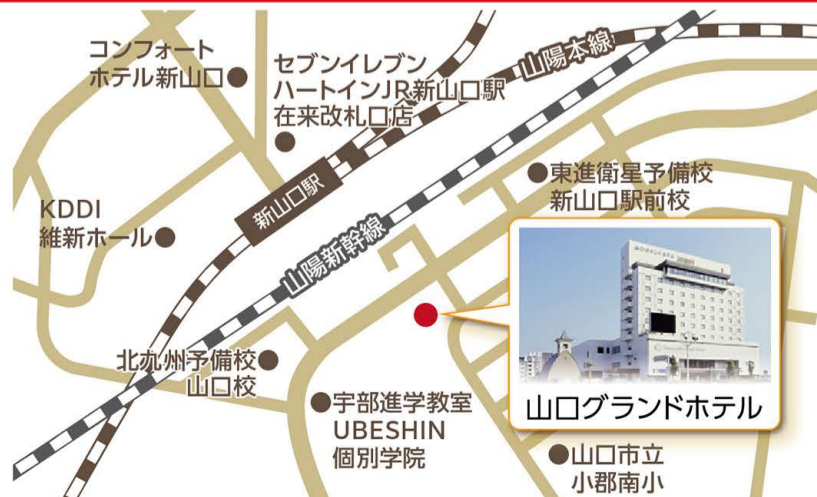 コンフォート
ホテル新山口
セブンイレブン
ハートインJR新山口駅
在来改札口店
山陽本線
東進衛星予備校
新山口駅前校
新山口駅
KDDI
維新ホール
山陽新幹線
北九州予備校
山口校
宇部進学教室
UBESHIN
個別学院
山口グランドホテル
山口市立
小郡南小